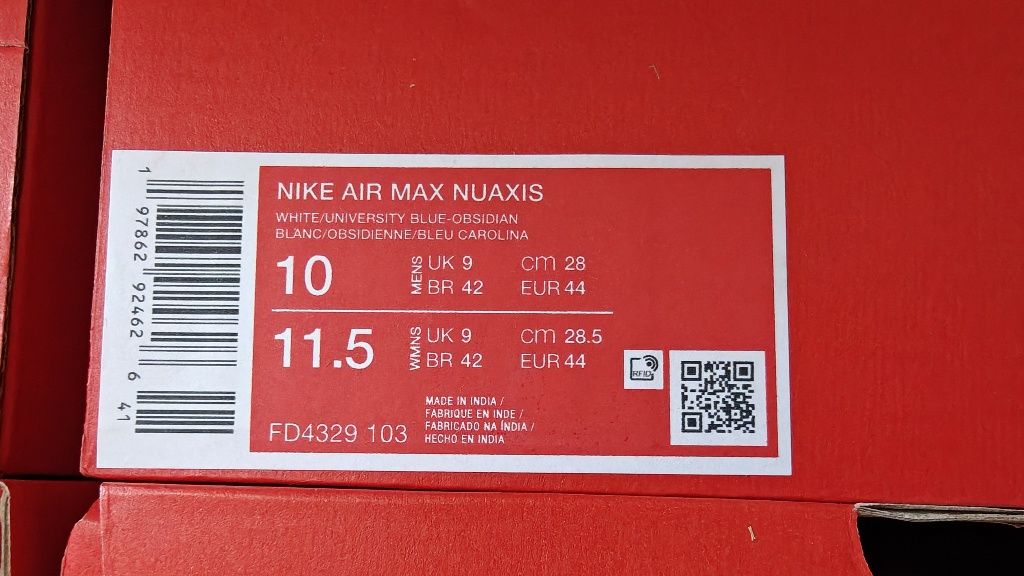 NIKE AIR MAX NUAXIS
WHITE/UNIVERSITY BLUE-OBSIDIAN
BLANC/OBSIDIENNE/BLEU CAROLINA
10 MENS UK 9 cm 28
BR 42 EUR 44
11.5 WMNS UK 9 cm 28.5
BR 42 EUR 44
RFID
MADE IN INDIA /
FABRIQUE EN INDE /
FABRICADO NA ÍNDIA /
HECHO EN INDIA
FD4329 103
1 97862 92462 6 41